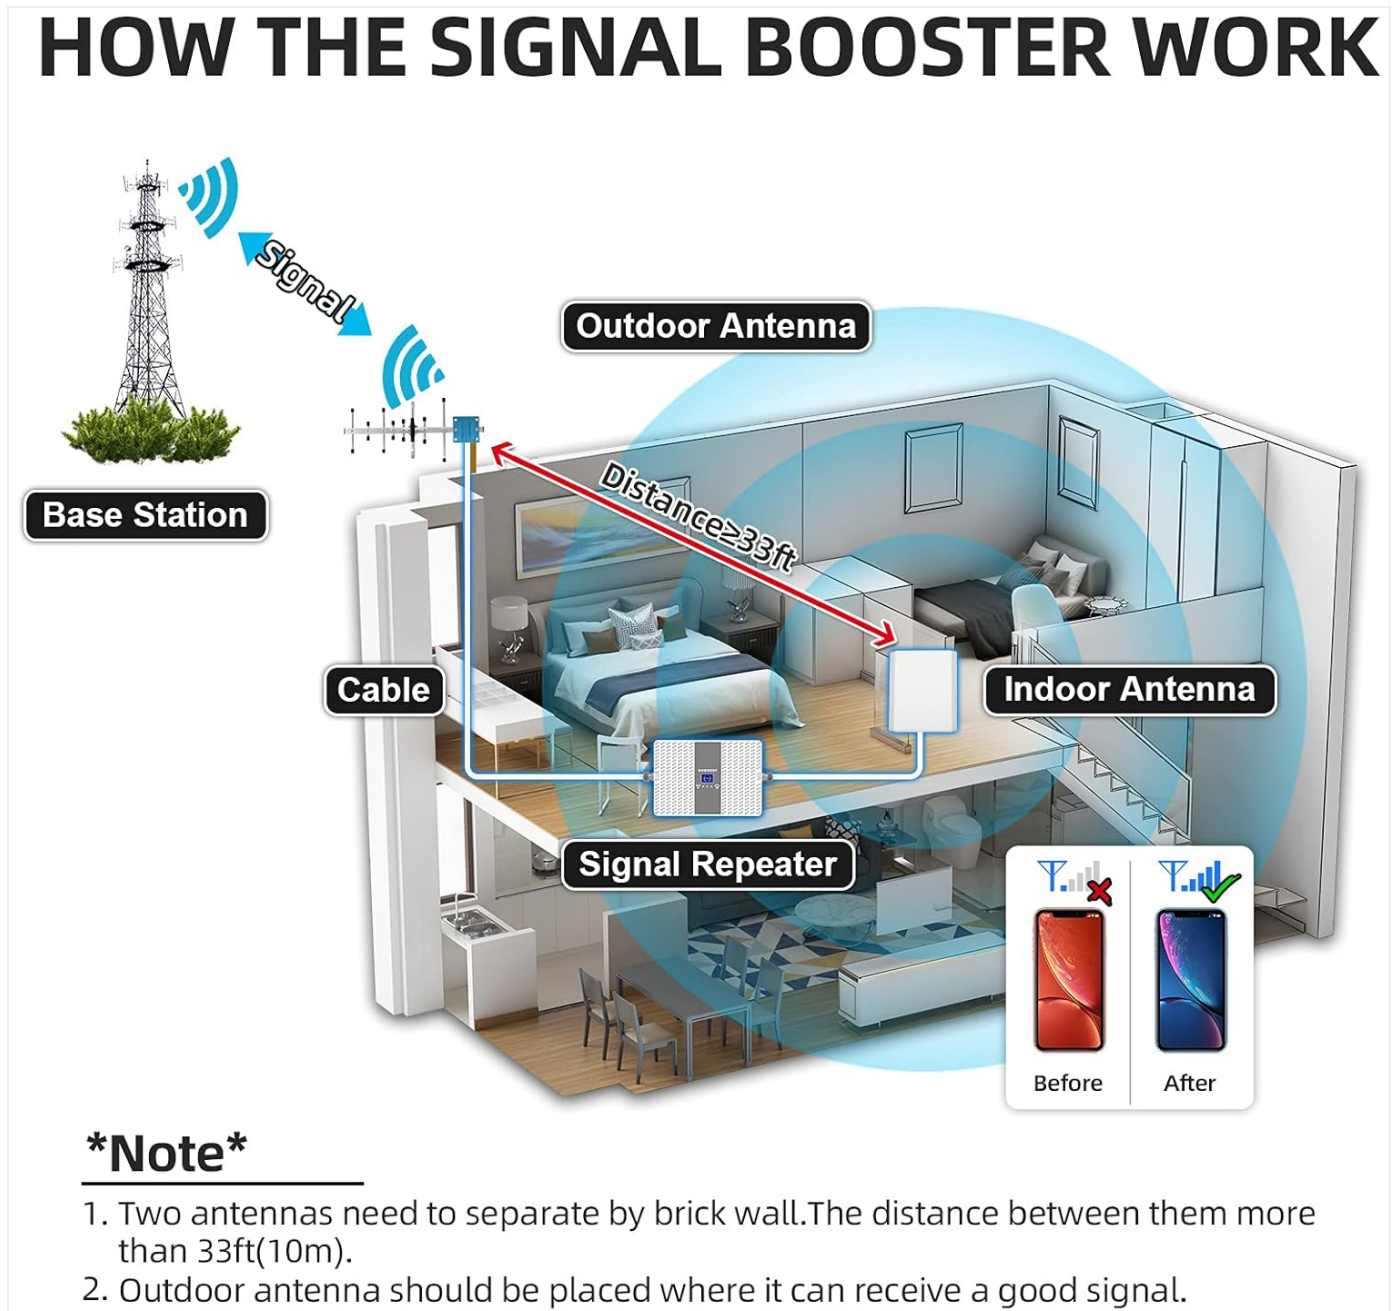 HOW THE SIGNAL BOOSTER WORK
Signal
Outdoor Antenna
Base Station
Distance≥33ft
Cable
Indoor Antenna
Signal Repeater
Before
After
*Note*
1. Two antennas need to separate by brick wall.The distance between them more
than 33ft(10m).
2. Outdoor antenna should be placed where it can receive a good signal.